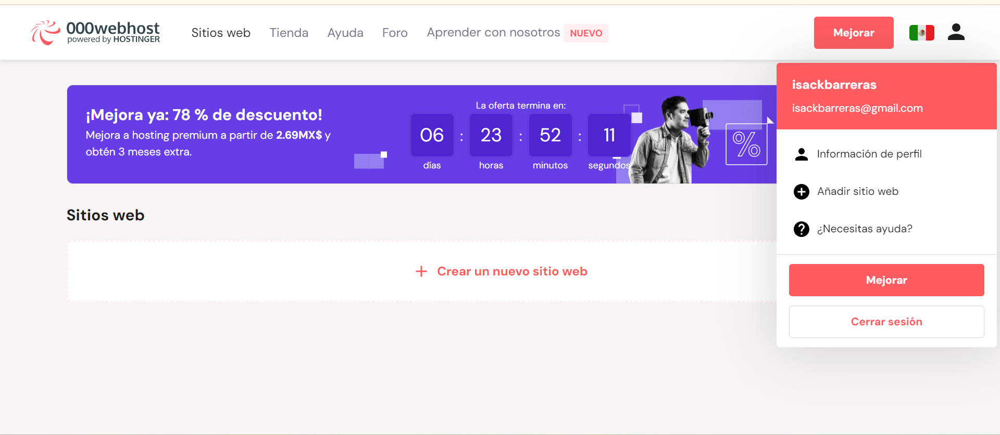 000webhost
powered by HOSTINGER
Sitios web
Tienda
Ayuda
Foro
Aprender con nosotros
NUEVO
Mejorar
isackbarreras
isackbarreras@gmail.com
Información de perfil
Añadir sitio web
¿Necesitas ayuda?
Mejorar
Cerrar sesión
¡Mejora ya: 78 % de descuento!
Mejora a hosting premium a partir de 2.69MX$ y
obtén 3 meses extra.
La oferta termina en:
06 : 23 : 52 : 11
días horas minutos segundos
%
Sitios web
+ Crear un nuevo sitio web